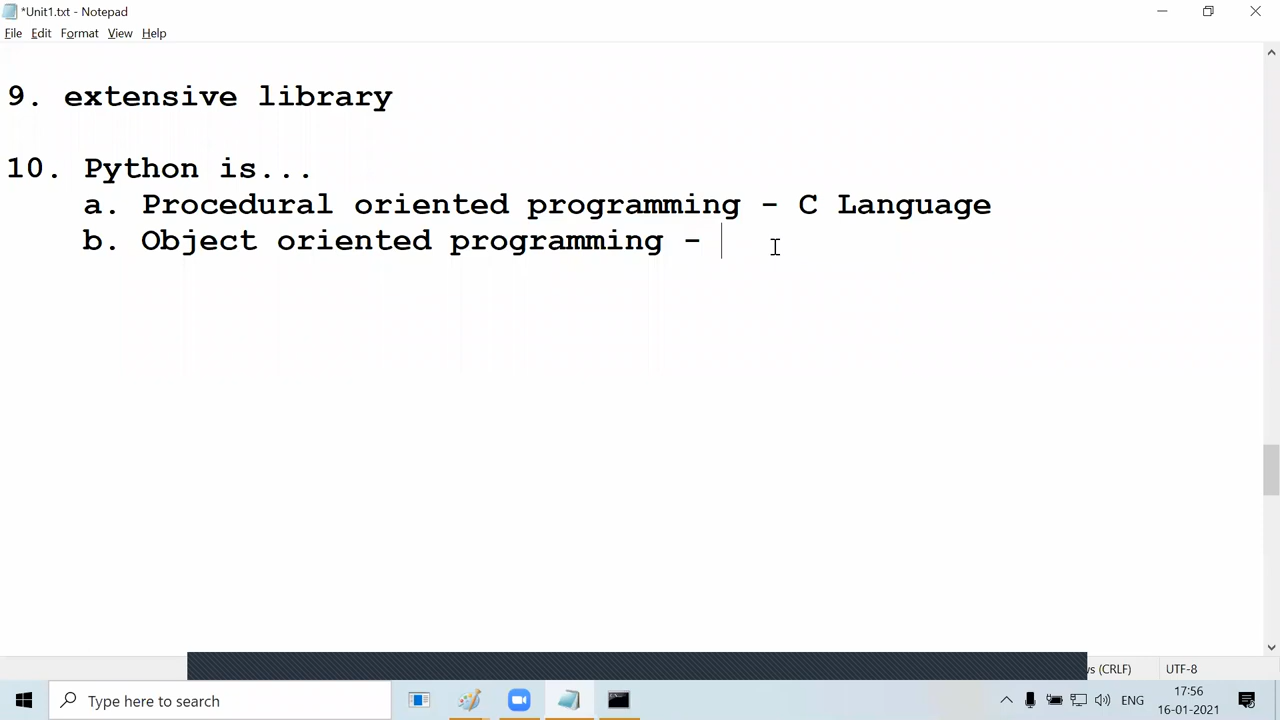 *Unit1.txt - Notepad
File Edit Format View Help
9. extensive library
10. Python is...
a. Procedural oriented programming - C Language
b. Object oriented programming -
(CRLF) UTF-8
Type here to search
ENG
17:56
16-01-2021